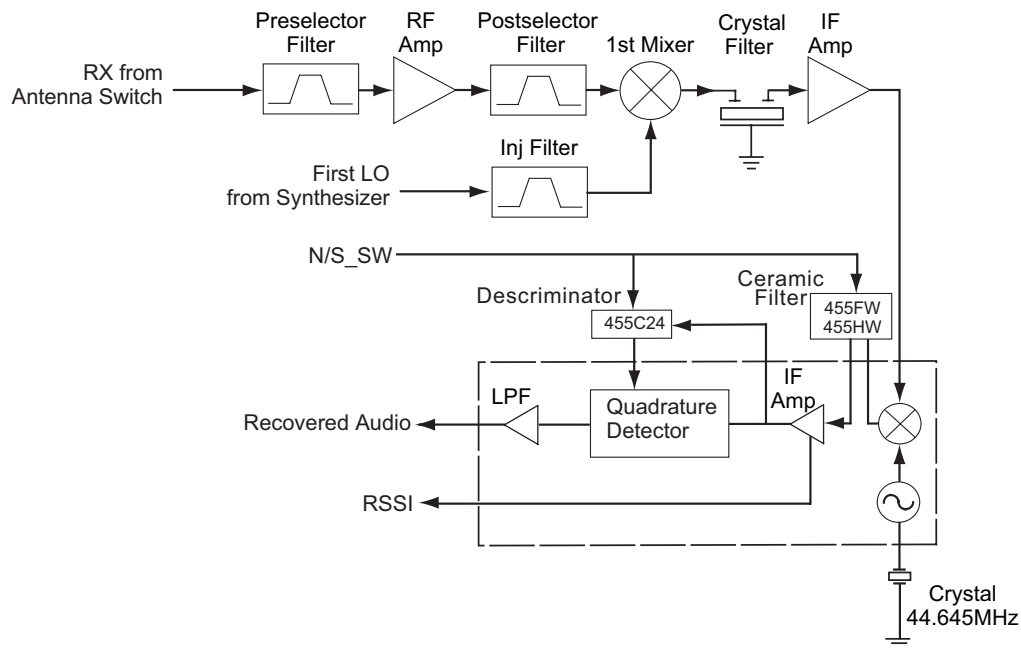 Preselector
Filter
RF
Amp
Postselector
Filter
1st Mixer
Crystal
Filter
IF
Amp
RX from
Antenna Switch
Inj Filter
First LO
from Synthesizer
N/S_SW
Descriminator
455C24
Ceramic
Filter
455FW
455HW
LPF
Quadrature
Detector
IF
Amp
Recovered Audio
RSSI
Crystal
44.645MHz